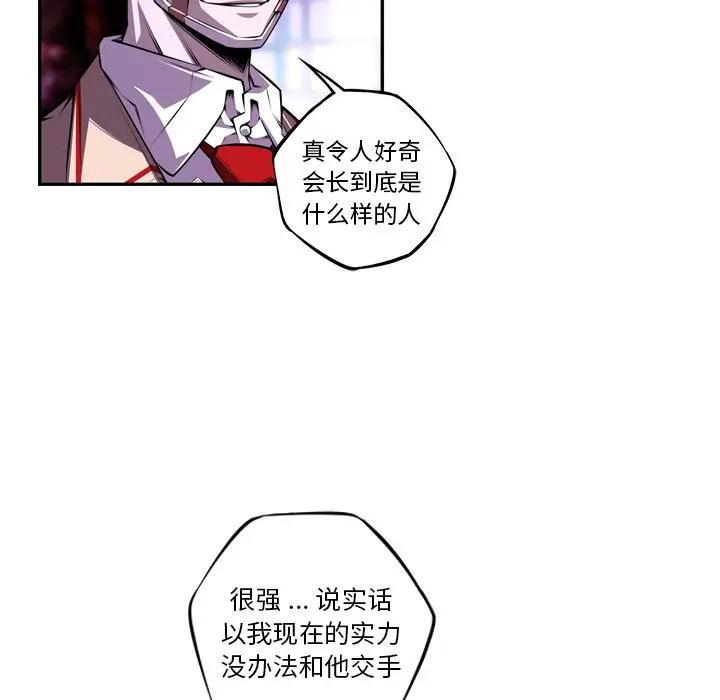 真令人好奇
会长到底是
什么样的人
很强 ... 说实话
以我现在的实力
没办法和他交手